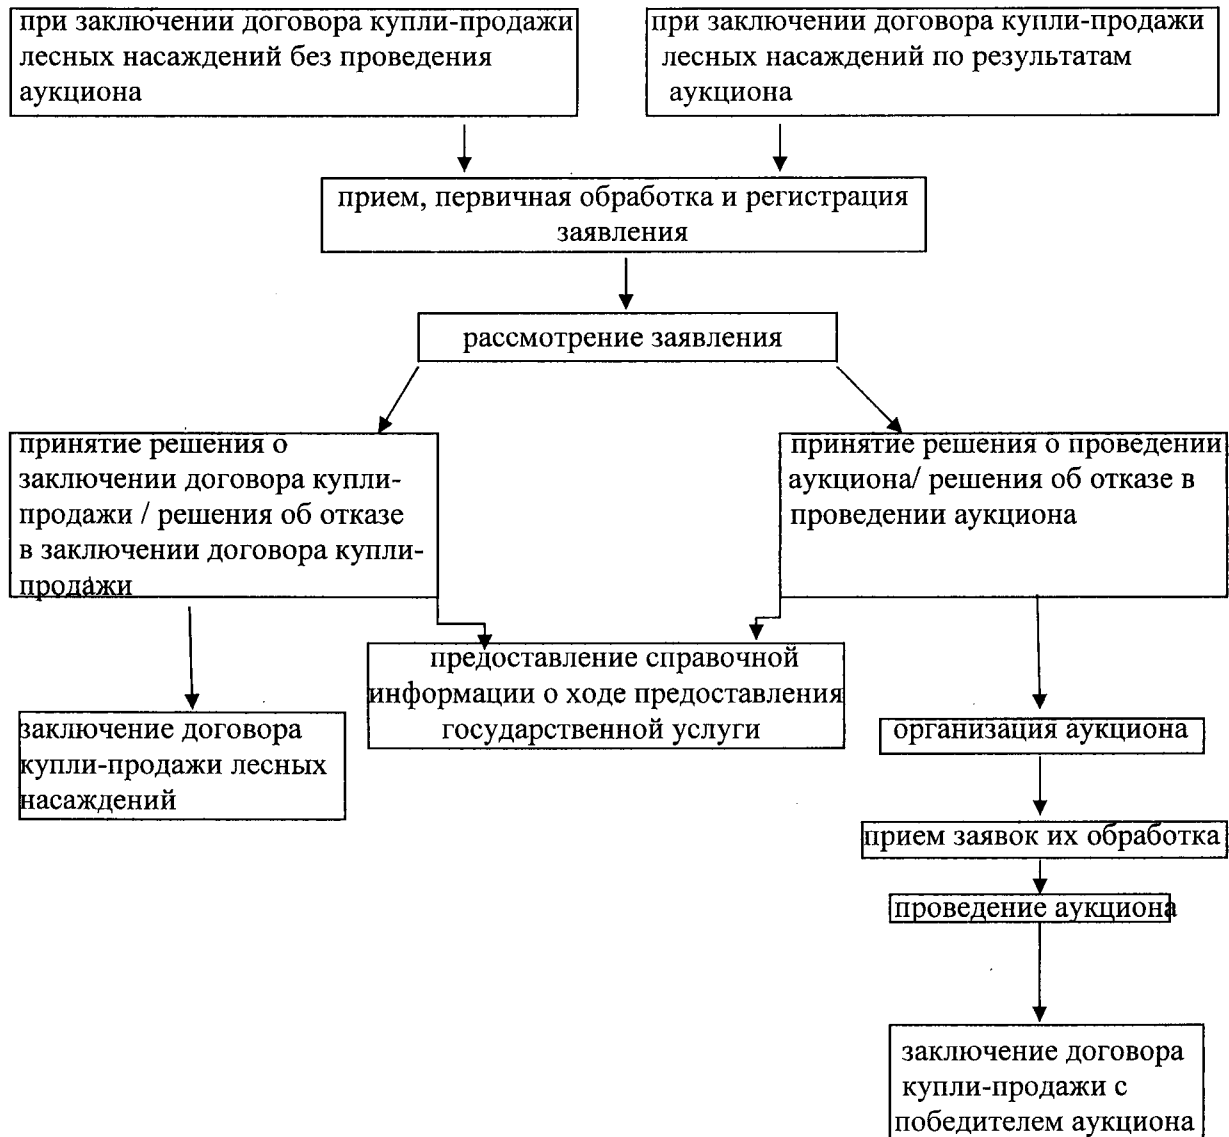 при заключении договора купли-продажи
лесных насаждений без проведения
аукциона
при заключении договора купли-продажи
лесных насаждений по результатам
аукциона
прием, первичная обработка и регистрация
заявления
рассмотрение заявления
принятие решения о
заключении договора купли-
продажи / решения об отказе
в заключении договора купли-
продажи
принятие решения о проведении
аукциона/ решения об отказе в
проведении аукциона
предоставление справочной
информации о ходе предоставления
государственной услуги
заключение договора
купли-продажи лесных
насаждений
организация аукциона
прием заявок их обработка
проведение аукциона
заключение договора
купли-продажи с
победителем аукциона